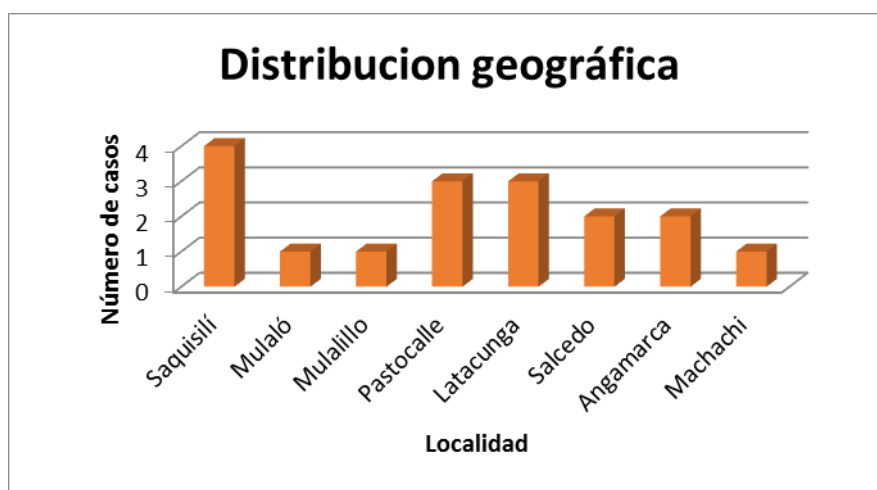 Distribucion geográfica
Número de casos
4
3
2
1
0
Saquisilí
Mulaló
Mulalillo
Pastocalle
Latacunga
Salcedo
Angamarca
Machachi
Localidad